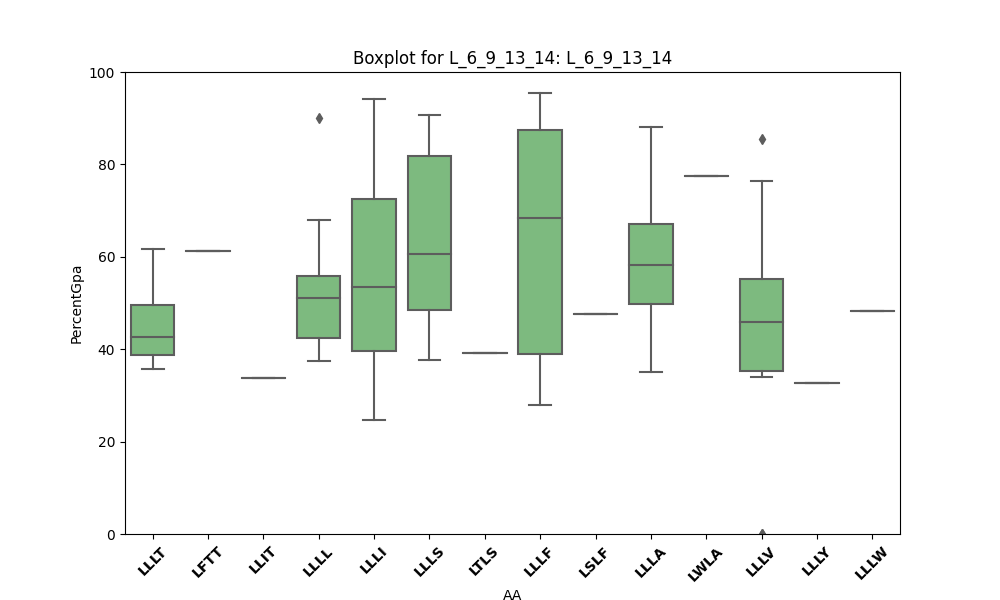 Boxplot for L_6_9_13_14: L_6_9_13_14
PercentGpa
100
80
60
40
20
0
LLLT LFTT LLIT LLLL LLLI LLLS LTLS LLLF LSLF LLLA LWLA LLLV LLLY LLLW
AA